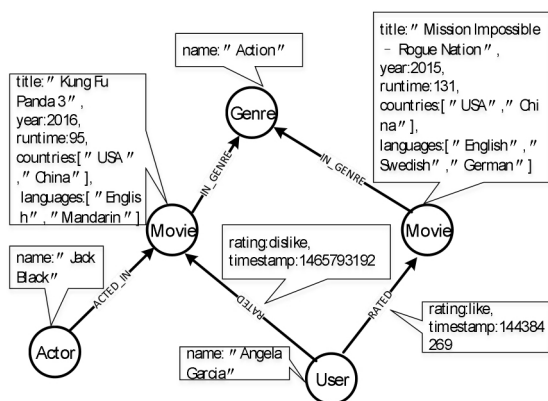 name:" Action"
title:" Mission Impossible
- Rogue Nation" ,
year:2015,
runtime:131,
countries:[ " USA" ," Chi
na" ],
languages:[ " English" ,"
Swedish" ," German" ]
title:" Kung Fu
Panda 3" ,
year:2016,
runtime:95,
countries:[ " USA"
," China" ],
languages:[ " Englis
h" ," Mandarin" ]
Genre
IN_GENRE
IN_GENRE
Movie
Movie
name:" Jack
Black"
ACTED_IN
rating:dislike,
timestamp:1465793192
RATED
RATED
rating:like,
timestamp:144384
269
Actor
name: " Angela
Garcia"
User